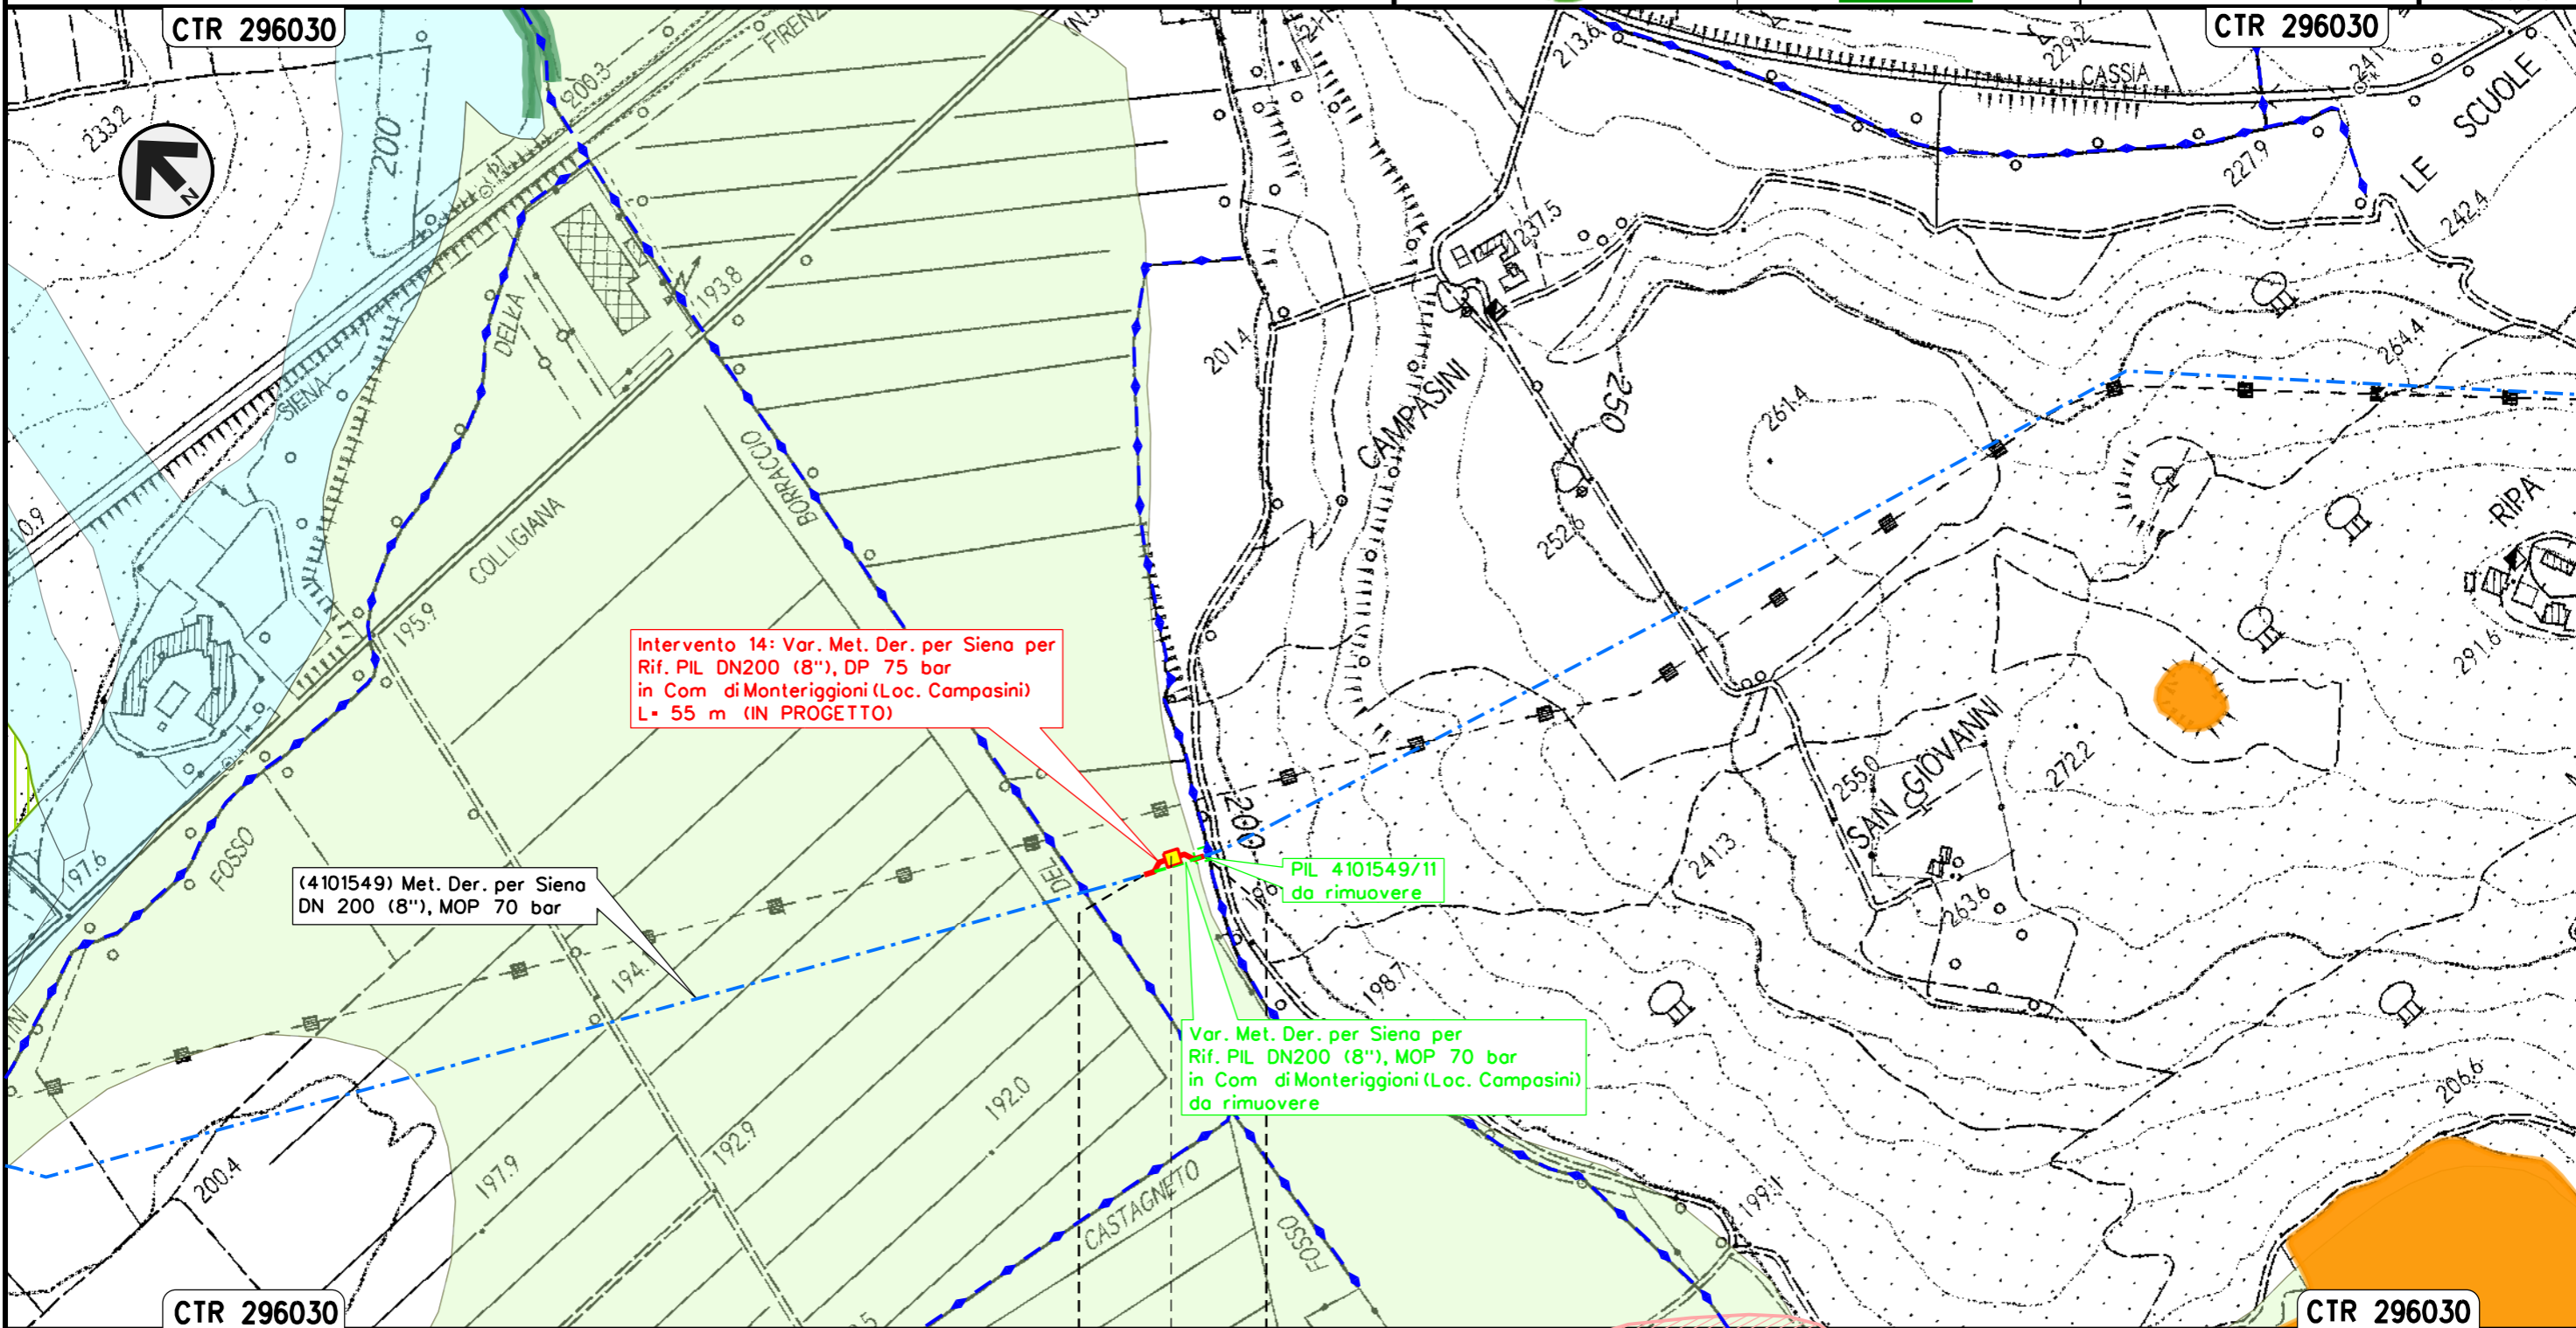 CTR 296030
CTR 296030
FIRENZ
200.3
213.6
229.2
CASSIA
SCUOLE
LE
233.2
200
N
227.9
242.4
237.5
193.8
DELLA
201.4
264.4
SIENA
CAMPASINI
250
261.4
BORRACCIO
COLLIGIANA
252.6
RIPA
195.9
291.6
Intervento 14: Var. Met. Der. per Siena per
Rif. PIL DN200 (8"), DP 75 bar
in Com di Monteriggioni (Loc. Campasini)
L= 55 m (IN PROGETTO)
SAN GIOVANNI
255.0
272.2
200
FOSSO
197.6
DEL
241.3
PIL 4101549/11
da rimuovere
(4101549) Met. Der. per Siena
DN 200 (8"), MOP 70 bar
263.6
194.
198.7
Var. Met. Der. per Siena per
Rif. PIL DN200 (8"), MOP 70 bar
in Com di Monteriggioni (Loc. Campasini)
da rimuovere
192.0
206.6
192.9
197.9
200.4
CASTAGNETO
FOSSO
199.1
CTR 296030
CTR 296030